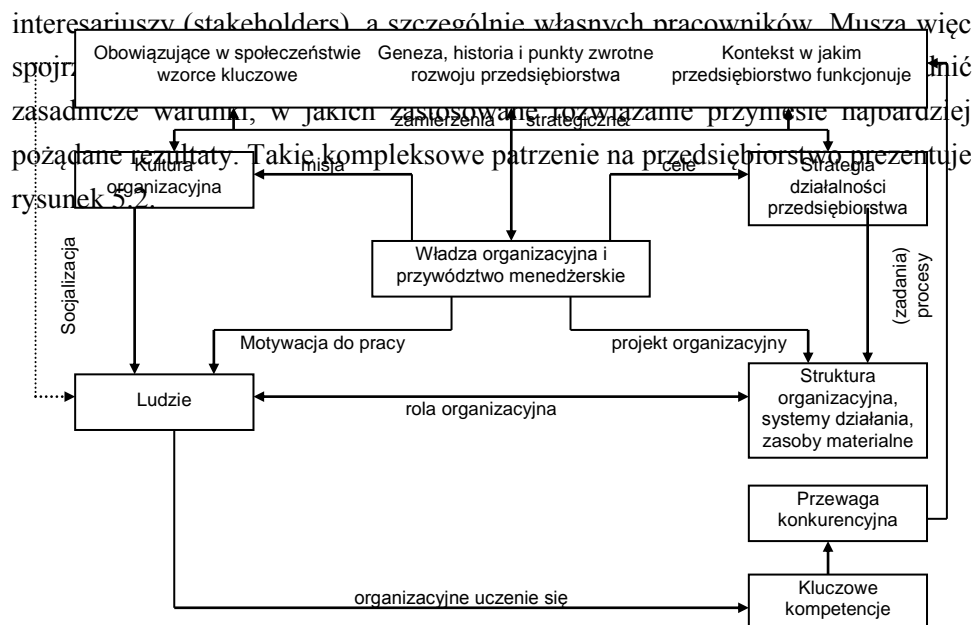 interesariuszy (stakeholders), a szczególnie własnych pracowników. Muszą więc
Obowiązujące w społeczeństwie
wzorce kluczowe
Geneza, historia i punkty zwrotne
rozwoju przedsiębiorstwa
Kontekst w jakim
przedsiębiorstwo funkcjonuje
zasadnicze warunki, w jakich zastosowane rozwiązanie przyniesie najbardziej
zamierzenia strategiczne
pożądane rezultaty. Takie kompleksowe patrzenie na przedsiębiorstwo prezentuje
rysunek 5.2.
Kultura
organizacyjna
misja
cele
Strategia
działalności
przedsiębiorstwa
Władza organizacyjna i
przywództwo menedżerskie
Socjalizacja
(zadania)
procesy
Motywacja do pracy
projekt organizacyjny
Ludzie
rola organizacyjna
Struktura
organizacyjna,
systemy działania,
zasoby materialne
Przewaga
konkurencyjna
organizacyjne uczenie się
Kluczowe
kompetencje